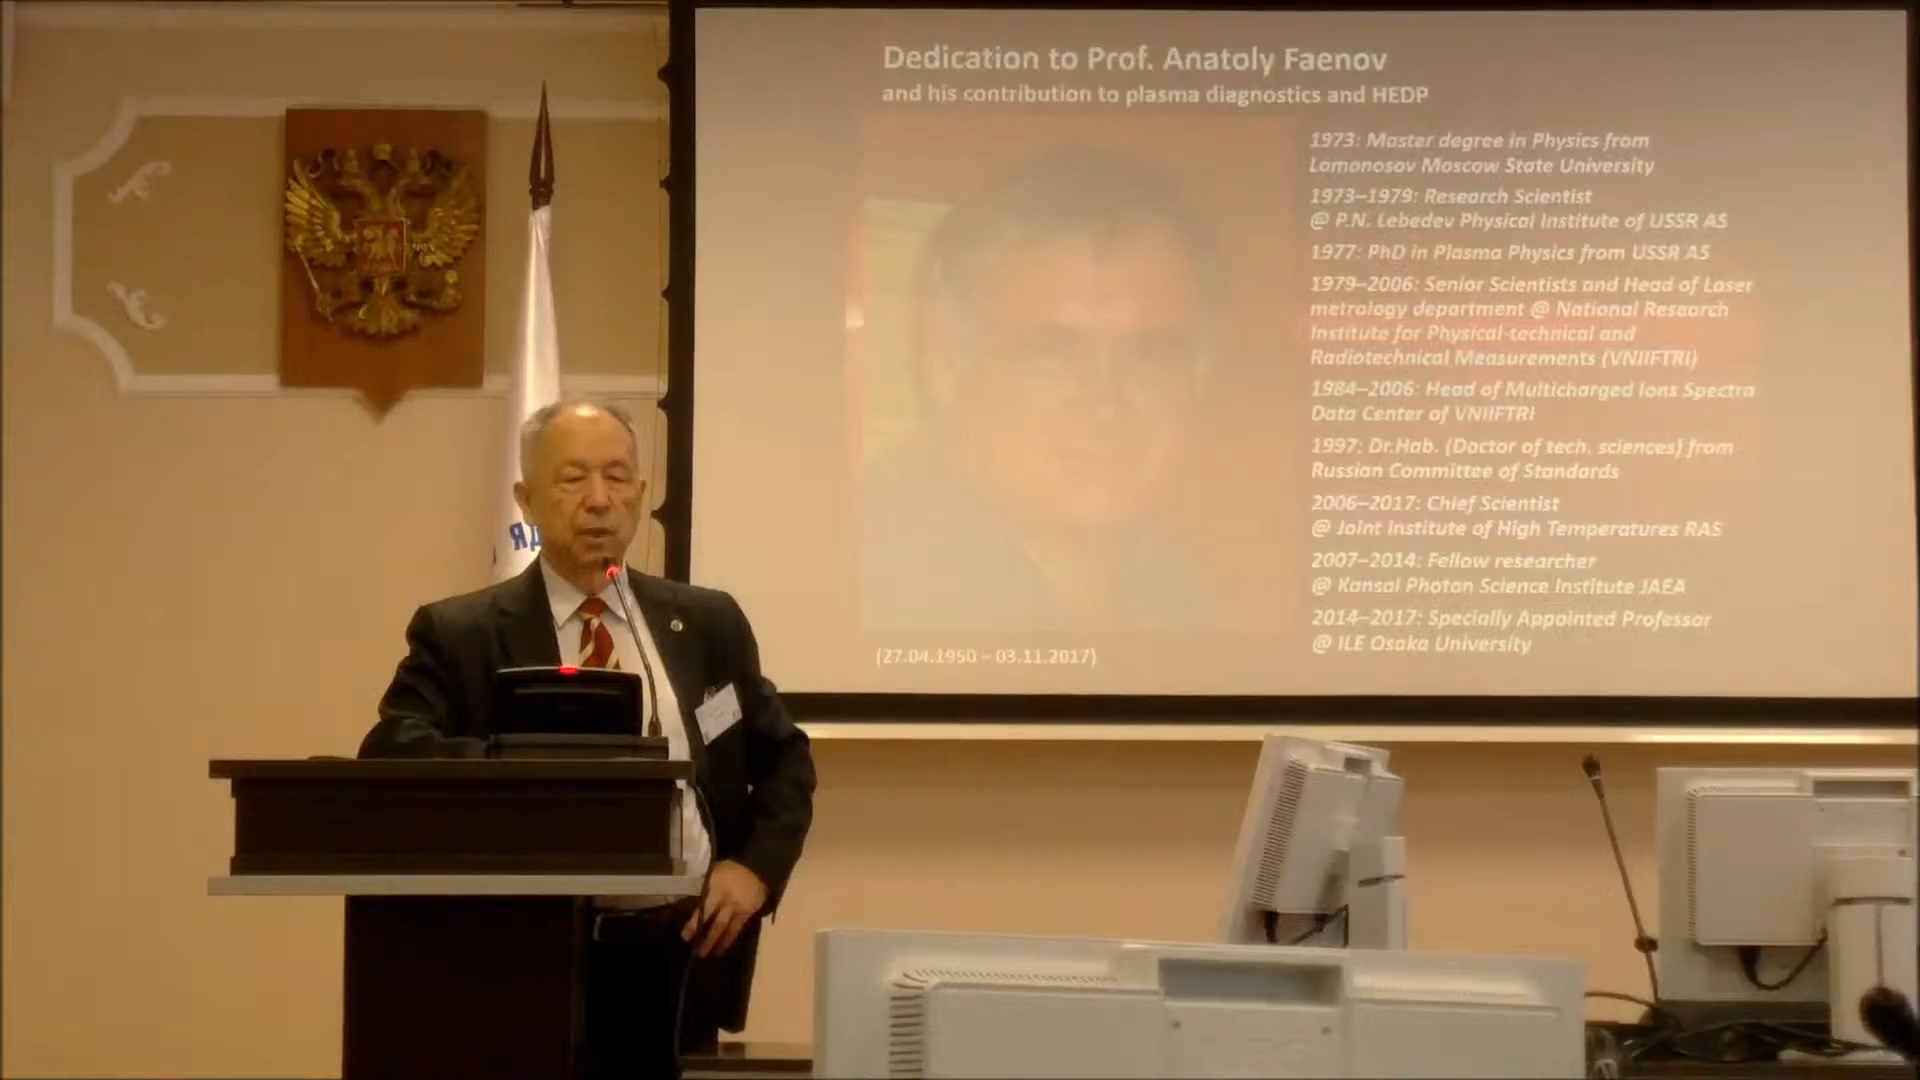 Dedication to Prof. Anatoly Faenov
and his contribution to plasma diagnostics and HEDP
1973: Master degree in Physics from
Lomonosov Moscow State University
1973–1979: Research Scientist
@ P.N. Lebedev Physical Institute of USSR AS
1977: PhD in Plasma Physics from USSR AS
1979–2006: Senior Scientists and Head of Laser
metrology department @ National Research
Institute for Physical-technical and
Radiotechnical Measurements (VNIIFTRI)
1984–2006: Head of Multicharged Ions Spectra
Data Center of VNIIFTRI
1997: Dr.Hab. (Doctor of tech. sciences) from
Russian Committee of Standards
2006–2017: Chief Scientist
@ Joint Institute of High Temperatures RAS
2007–2014: Fellow researcher
@ Kansai Photon Science Institute JAEA
2014–2017: Specially Appointed Professor
@ ILE Osaka University
(27.04.1950 – 03.11.2017)
ЯД